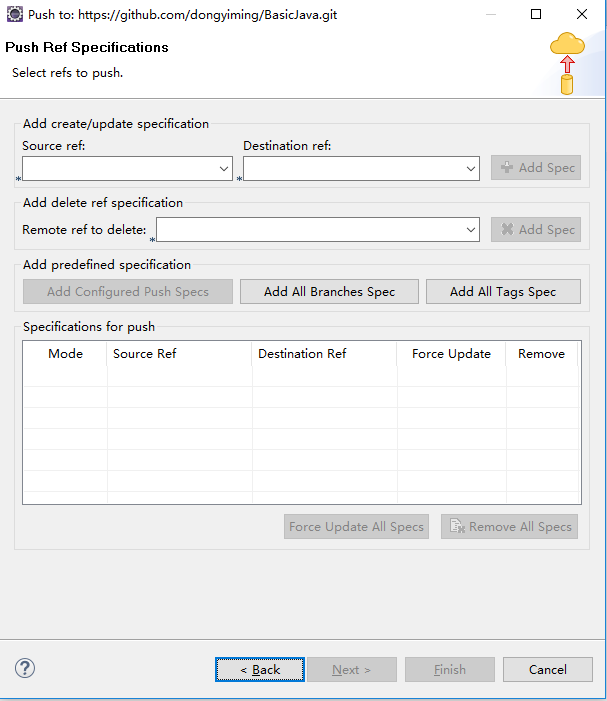 Push to: https://github.com/dongyiming/BasicJava.git
Push Ref Specifications
Select refs to push.
Add create/update specification
Source ref: Destination ref:
* * Add Spec
Add delete ref specification
Remote ref to delete: * Add Spec
Add predefined specification
Add Configured Push Specs Add All Branches Spec Add All Tags Spec
Specifications for push
Mode Source Ref Destination Ref Force Update Remove
Force Update All Specs Remove All Specs
? < Back Next > Finish Cancel